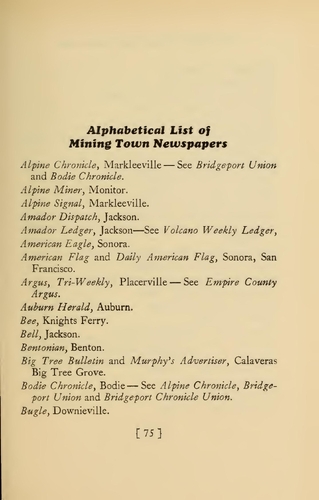 Alphabetical List of
Mining Town Newspapers
Alpine Chronicle, Markleeville — See Bridgeport Union
and Bodie Chronicle.
Alpine Miner, Monitor.
Alpine Signal, Markleeville.
Amador Dispatch, Jackson.
Amador Ledger, Jackson—See Volcano Weekly Ledger,
American Eagle, Sonora.
American Flag and Daily American Flag, Sonora, San
Francisco.
Argus, Tri-Weekly, Placerville — See Empire County
Argus.
Auburn Herald, Auburn.
Bee, Knights Ferry.
Bell, Jackson.
Bentonian, Benton.
Big Tree Bulletin and Murphy's Advertiser, Calaveras
Big Tree Grove.
Bodie Chronicle, Bodie — See Alpine Chronicle, Bridge-
port Union and Bridgeport Chronicle Union.
Bugle, Downieville.
[ 75 ]